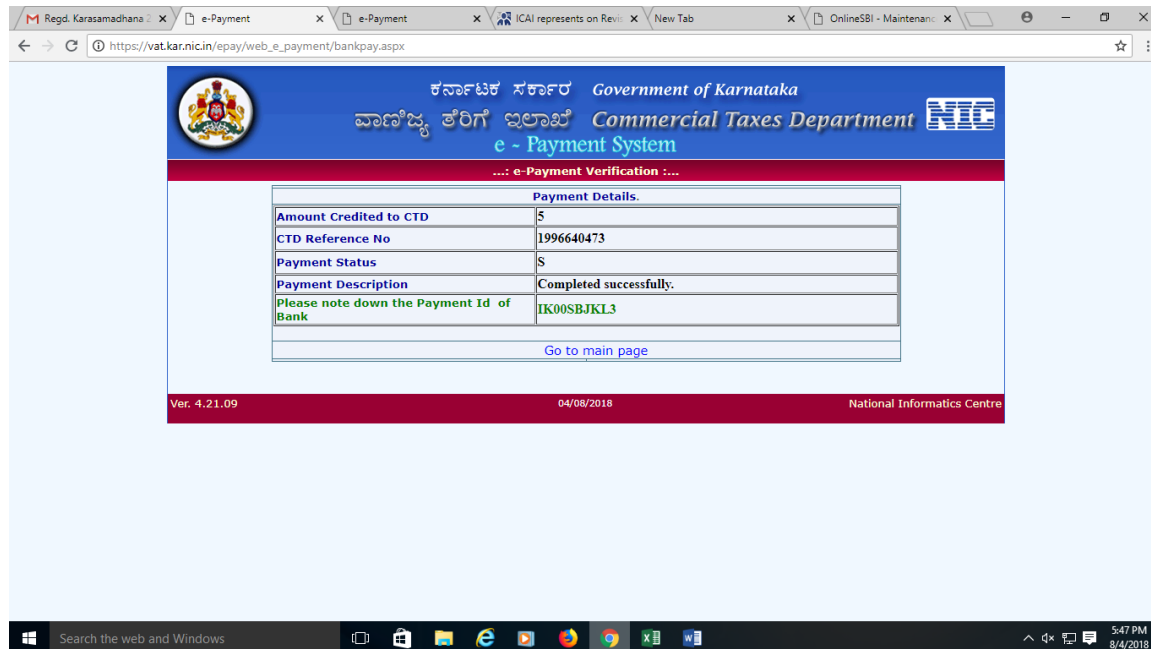 Regd. Karasamadhana 2
e-Payment
e-Payment
ICAI represents on Revis
New Tab
OnlineSBI - Maintenanc
https://vat.kar.nic.in/epay/web_e_payment/bankpay.aspx
ಕರ್ನಾಟಕ ಸರ್ಕಾರ Government of Karnataka
ವಾಣಿಜ್ಯ ತೆರಿಗೆ ಇಲಾಖೆ Commercial Taxes Department
NIC
e - Payment System
...: e-Payment Verification :...
Payment Details.
Amount Credited to CTD 5
CTD Reference No 1996640473
Payment Status S
Payment Description Completed successfully.
Please note down the Payment Id of
Bank
IK00SBJKL3
Go to main page
Ver. 4.21.09 04/08/2018 National Informatics Centre
Search the web and Windows
5:47 PM
8/4/2018